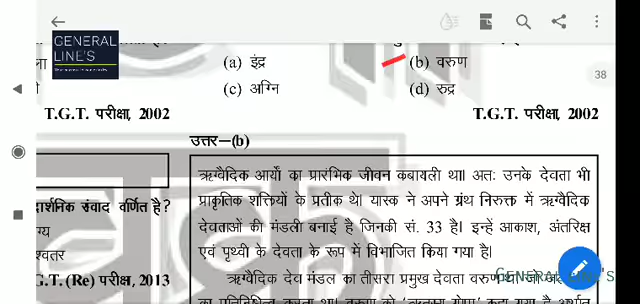 GENERAL
LINE'S
(a) इंद्र
(b) वरुण
(c) अग्नि
(d) रुद्र
38
T.G.T. परीक्षा, 2002
T.G.T. परीक्षा, 2002
उत्तर–(b)
दार्शनिक संवाद वर्णित है?
G.T. (Re) परीक्षा, 2013
ऋग्वैदिक आर्यों का प्रारंभिक जीवन कबायली था। अतः उनके देवता भी
प्राकृतिक शक्तियों के प्रतीक थे। यास्क ने अपने ग्रंथ निरुक्त में ऋग्वैदिक
देवताओं की मंडली बनाई है जिनकी सं. 33 है। इन्हें आकाश, अंतरिक्ष
एवं पृथ्वी के देवता के रूप में विभाजित किया गया है।
ऋग्वैदिक देव मंडल का तीसरा प्रमुख देवता वरुण था जो
GENERAL LINE'S